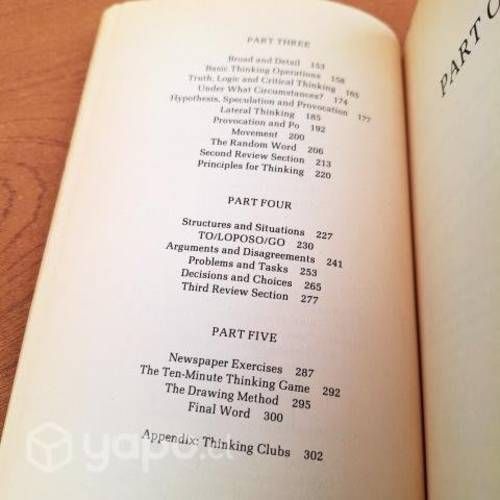 PART THREE
Broad and Detail 153
Basic Thinking Operations 158
Truth, Logic and Critical Thinking 165
Under What Circumstances? 174
Hypothesis, Speculation and Provocation 177
Lateral Thinking 185
Provocation and Po 192
Movement 200
The Random Word 206
Second Review Section 213
Principles for Thinking 220
PART FOUR
Structures and Situations 227
TO/LOPOSO/GO 230
Arguments and Disagreements 241
Problems and Tasks 253
Decisions and Choices 265
Third Review Section 277
PART FIVE
Newspaper Exercises 287
The Ten-Minute Thinking Game 292
The Drawing Method 295
Final Word 300
Appendix: Thinking Clubs 302
PART O
yapo.cl